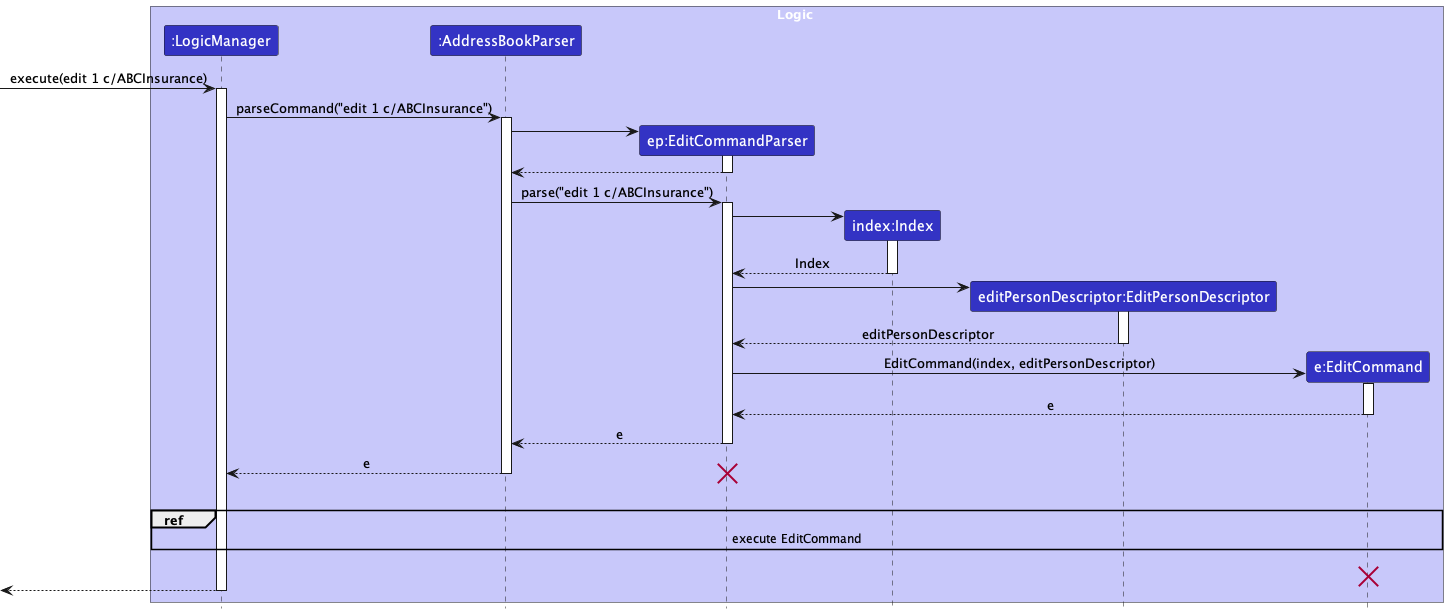 Logic
:LogicManager
:AddressBookParser
execute(edit 1 c/ABCInsurance)
parseCommand("edit 1 c/ABCInsurance")
ep:EditCommandParser
parse("edit 1 c/ABCInsurance")
index:Index
Index
editPersonDescriptor:EditPersonDescriptor
editPersonDescriptor
EditCommand(index, editPersonDescriptor)
e:EditCommand
e
e
e
ref
execute EditCommand